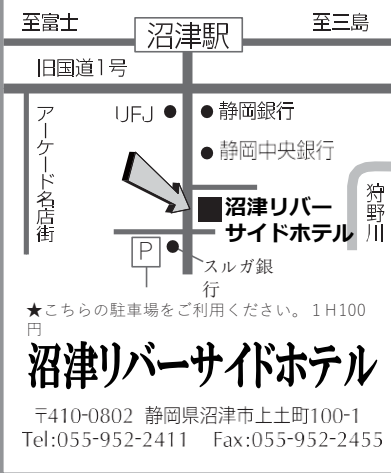 至富士
沼津駅
至三島
旧国道1号
アーケード名店街
UFJ
静岡銀行
静岡中央銀行
狩野川
沼津リバー
サイドホテル
P
スルガ銀
行
★こちらの駐車場をご利用ください。1H100
円
沼津リバーサイドホテル
〒410-0802 静岡県沼津市上土町100-1
Tel:055-952-2411 Fax:055-952-2455